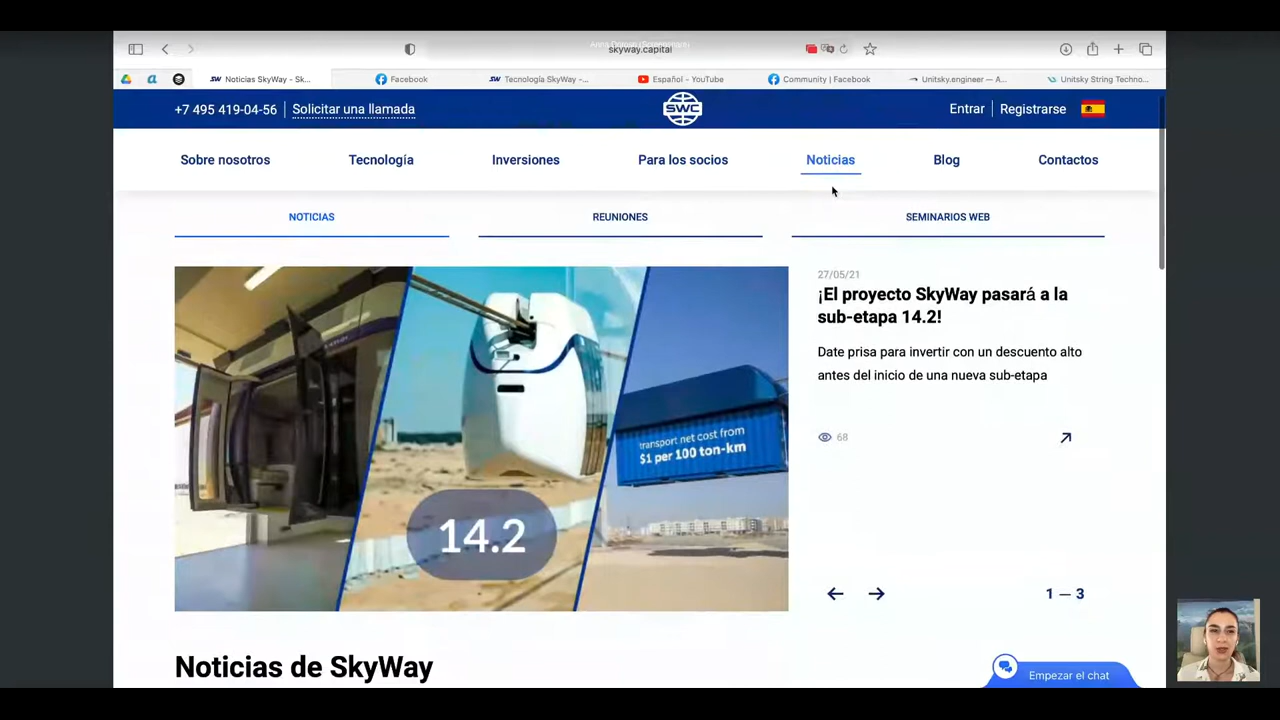 skyway.capital
Noticias SkyWay - Sk...
Facebook
Tecnología SkyWay -...
Español - YouTube
Community | Facebook
Unitsky.engineer — A...
Unitsky String Techno...
+7 495 419-04-56
Solicitar una llamada
SWC
Entrar
Registrarse
Sobre nosotros
Tecnología
Inversiones
Para los socios
Noticias
Blog
Contactos
NOTICIAS
REUNIONES
SEMINARIOS WEB
transport net cost from
$1 per 100 ton-km
14.2
27/05/21
¡El proyecto SkyWay pasará a la
sub-etapa 14.2!
Date prisa para invertir con un descuento alto
antes del inicio de una nueva sub-etapa
68
1 — 3
Noticias de SkyWay
Empezar el chat